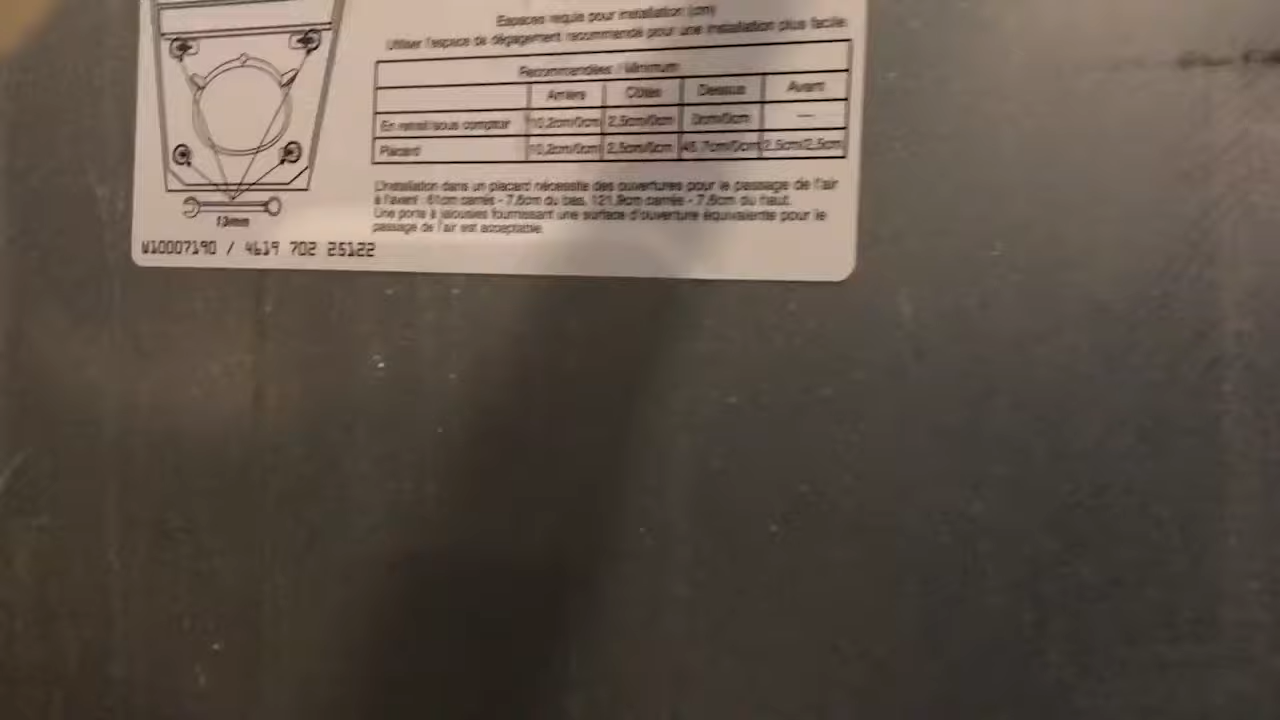 Espaces requis pour installation (cm)
Utiliser l'espace de dégagement recommandé pour une installation plus facile.
Recommandées / Minimum
Arrière Côtés Dessus Avant
En retrait/sous comptoir 10,2cm/0cm 2,5cm/0cm 0cm/0cm —
Placard 10,2cm/0cm 2,5cm/0cm 45,7cm/0cm 2,5cm/2,5cm
L'installation dans un placard nécessite des ouvertures pour le passage de l'air
à l'avant : 61cm carrés - 7,6cm du bas, 121,9cm carrés - 7,6cm du haut.
Une porte à jalousies fournissant une surface d'ouverture équivalente pour le
passage de l'air est acceptable.
13mm
W10007190 / 4619 702 25122